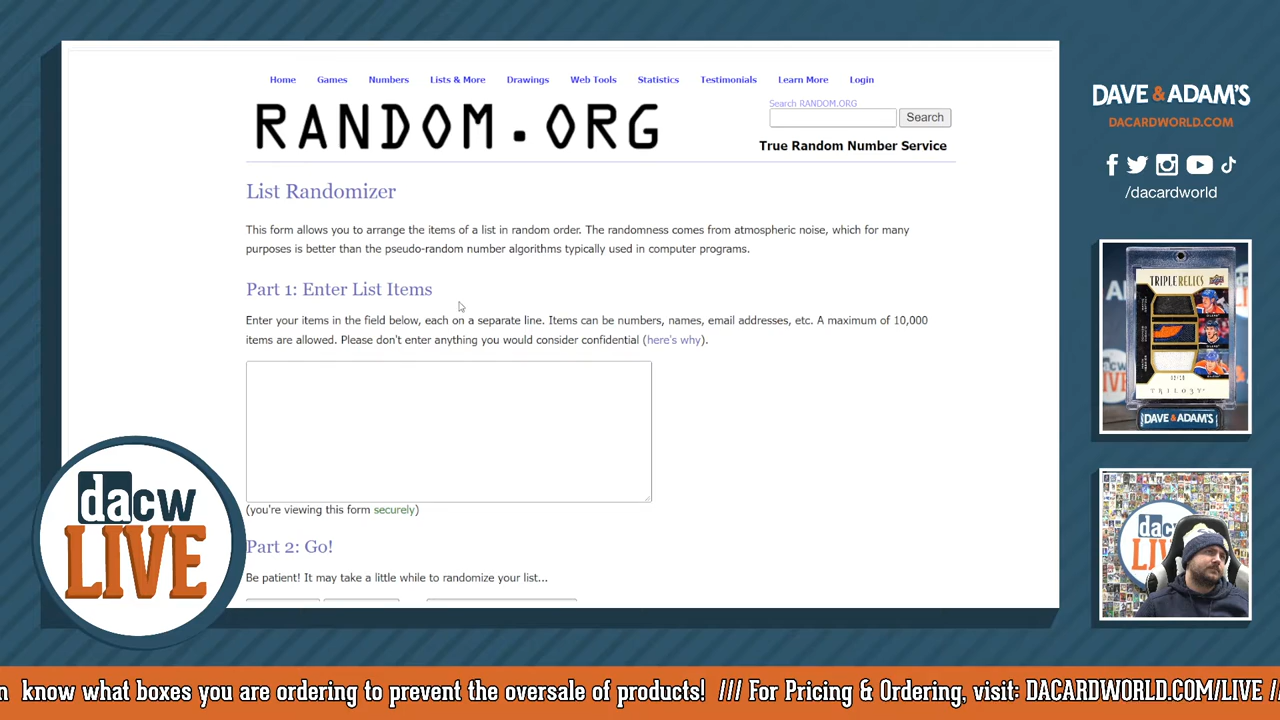 Home Games Numbers Lists & More Drawings Web Tools Statistics Testimonials Learn More Login
RANDOM.ORG
Search RANDOM.ORG
Search
True Random Number Service
List Randomizer
This form allows you to arrange the items of a list in random order. The randomness comes from atmospheric noise, which for many
purposes is better than the pseudo-random number algorithms typically used in computer programs.
Part 1: Enter List Items
Enter your items in the field below, each on a separate line. Items can be numbers, names, email addresses, etc. A maximum of 10,000
items are allowed. Please don't enter anything you would consider confidential (here's why).
(you're viewing this form securely)
Part 2: Go!
Be patient! It may take a little while to randomize your list...
dacw
LIVE
DAVE & ADAM'S
DACARDWORLD.COM
/dacardworld
TRIPLE RELICS
TRILOGY
DAVE & ADAM'S
dacw
n know what boxes you are ordering to prevent the oversale of products! /// For Pricing & Ordering, visit: DACARDWORLD.COM/LIVE //